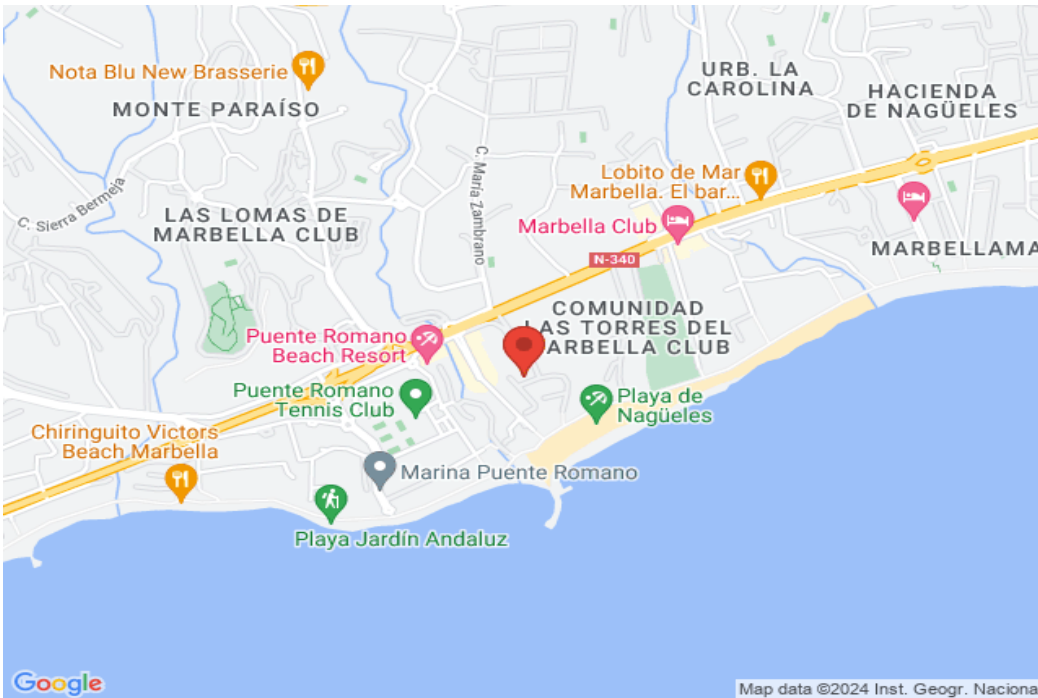 Nota Blu New Brasserie
MONTE PARAÍSO
URB. LA
CAROLINA
HACIENDA
DE NAGÜELES
C. María Zambrano
Lobito de Mar
Marbella. El bar...
C. Sierra Bermeja
LAS LOMAS DE
MARBELLA CLUB
Marbella Club
MARBELLAMA
N-340
COMUNIDAD
LAS TORRES DEL
MARBELLA CLUB
Puente Romano
Beach Resort
Puente Romano
Tennis Club
Playa de
Nagüeles
Chiringuito Victors
Beach Marbella
Marina Puente Romano
Playa Jardín Andaluz
Google
Map data ©2024 Inst. Geogr. Naciona